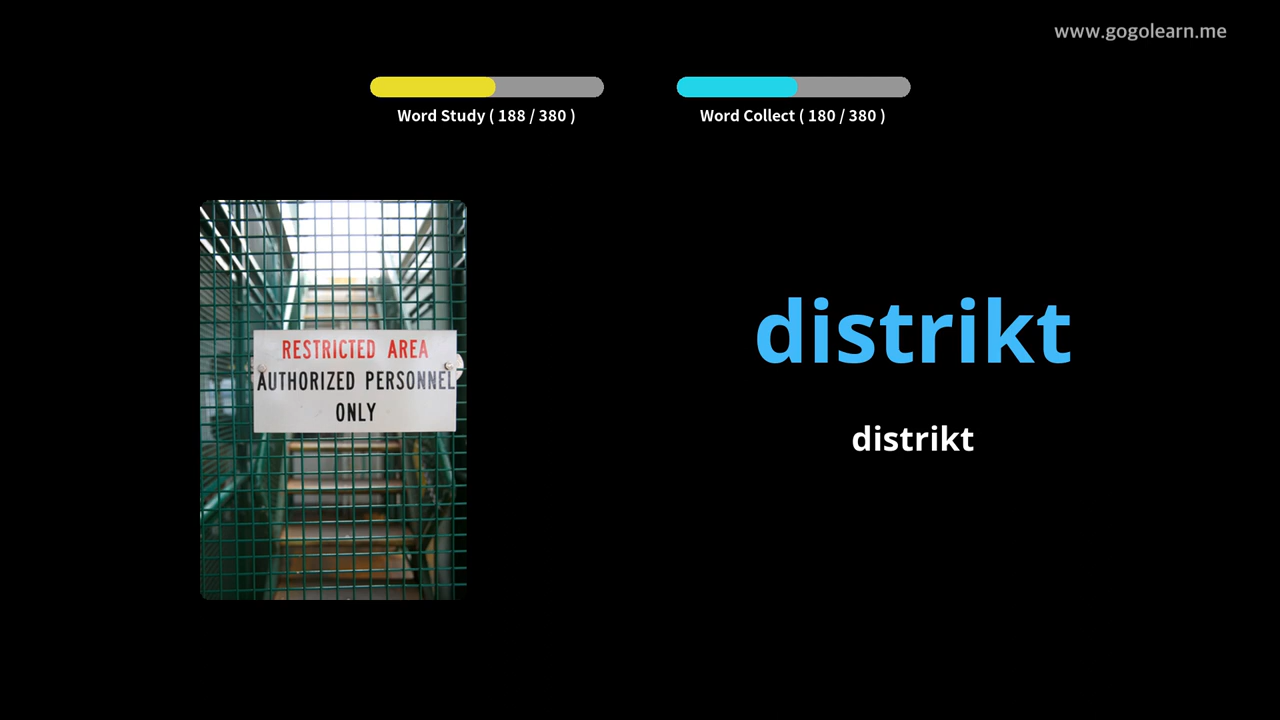 www.gogolearn.me
Word Study ( 188 / 380 )
Word Collect ( 180 / 380 )
RESTRICTED AREA
AUTHORIZED PERSONNEL
ONLY
distrikt
distrikt